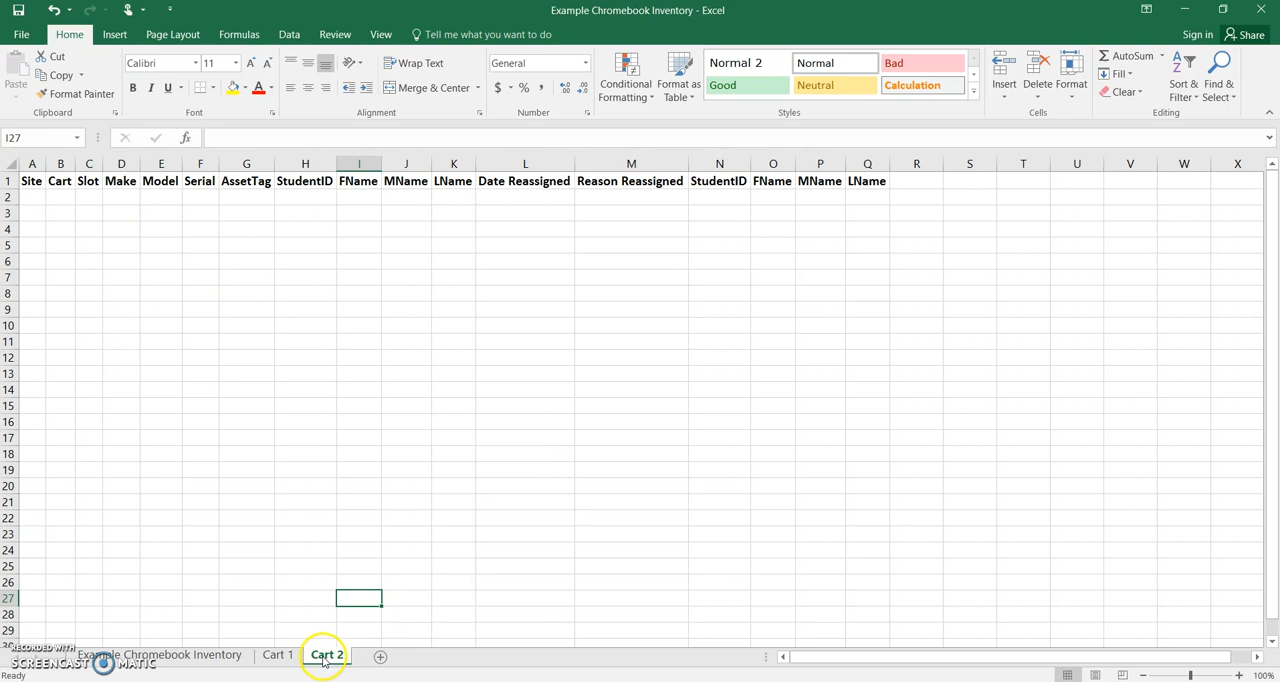 Example Chromebook Inventory - Excel
File Home Insert Page Layout Formulas Data Review View Tell me what you want to do Sign in Share
Paste Cut Copy Format Painter Clipboard
Calibri 11 A A B I U A Font
Wrap Text Merge & Center Alignment
General $ % , Number
Conditional Formatting Format as Table
Normal 2 Normal Bad
Good Neutral Calculation
Styles
Insert Delete Format Cells
AutoSum Fill Clear Sort & Filter Find & Select Editing
I27 fx
A B C D E F G H I J K L M N O P Q R S T U V W X
1 Site Cart Slot Make Model Serial AssetTag StudentID FName MName LName Date Reassigned Reason Reassigned StudentID FName MName LName
2
3
4
5
6
7
8
9
10
11
12
13
14
15
16
17
18
19
20
21
22
23
24
25
26
27
28
29
30
Example Chromebook Inventory Cart 1 Cart 2
RECORDED WITH
SCREENCAST MATIC
Ready 100%